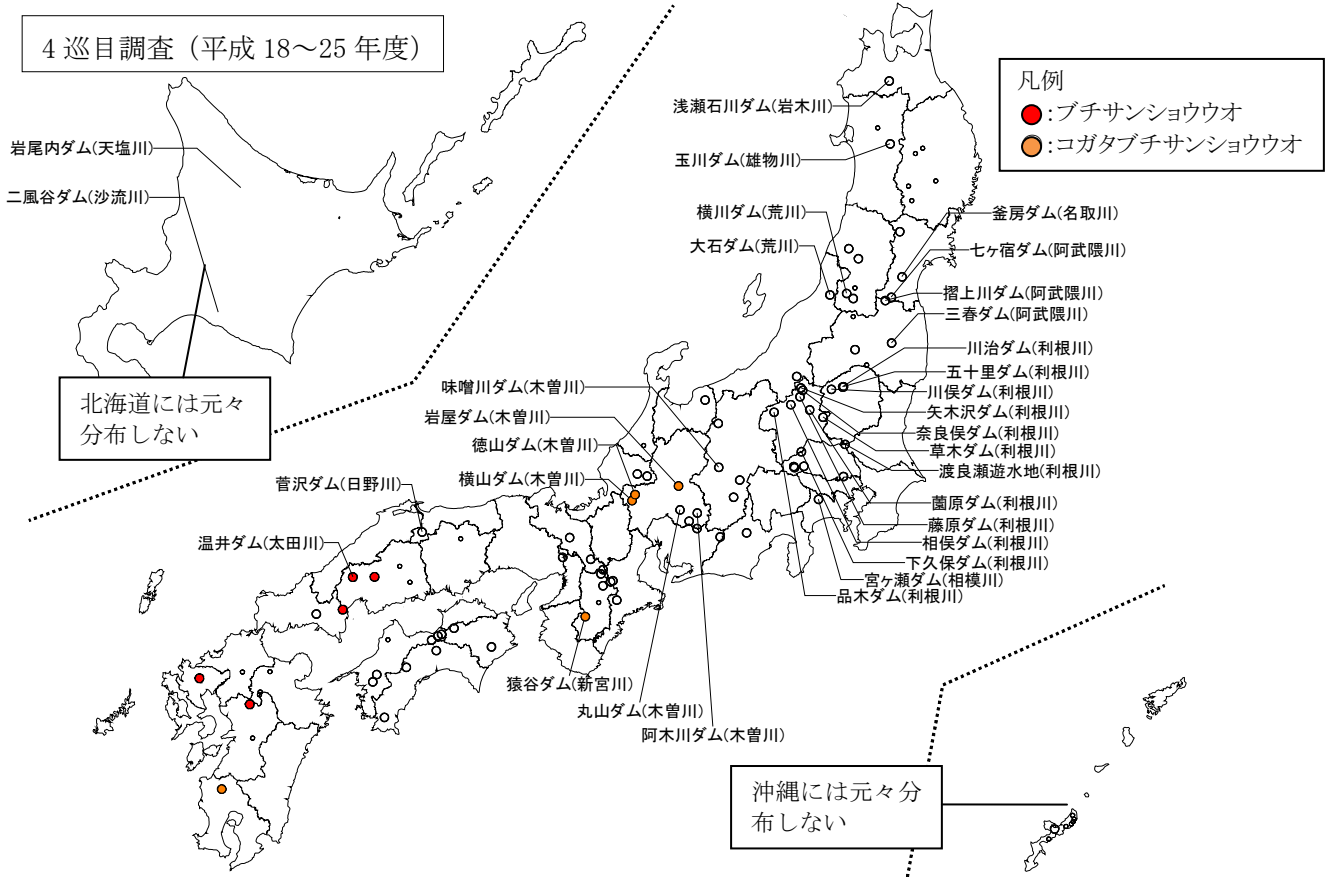 4巡目調査（平成 18～25 年度）
凡例
●：ブチサンショウウオ
●：コガタブチサンショウウオ
岩尾内ダム(天塩川)
二風谷ダム(沙流川)
北海道には元々
分布しない
浅瀬石川ダム(岩木川)
玉川ダム(雄物川)
横川ダム(荒川)
大石ダム(荒川)
釜房ダム(名取川)
七ヶ宿ダム(阿武隈川)
摺上川ダム(阿武隈川)
三春ダム(阿武隈川)
川治ダム(利根川)
五十里ダム(利根川)
川俣ダム(利根川)
矢木沢ダム(利根川)
奈良俣ダム(利根川)
草木ダム(利根川)
渡良瀬遊水地(利根川)
薗原ダム(利根川)
藤原ダム(利根川)
相俣ダム(利根川)
下久保ダム(利根川)
宮ヶ瀬ダム(相模川)
品木ダム(利根川)
味噌川ダム(木曽川)
岩屋ダム(木曽川)
徳山ダム(木曽川)
横山ダム(木曽川)
菅沢ダム(日野川)
温井ダム(太田川)
猿谷ダム(新宮川)
丸山ダム(木曽川)
阿木川ダム(木曽川)
沖縄には元々分
布しない